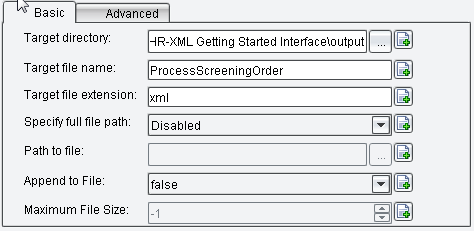 Basic Advanced
Target directory: HR-XML Getting Started Interface\output ...
Target file name: ProcessScreeningOrder
Target file extension: xml
Specify full file path: Disabled
Path to file: ...
Append to File: false
Maximum File Size: -1